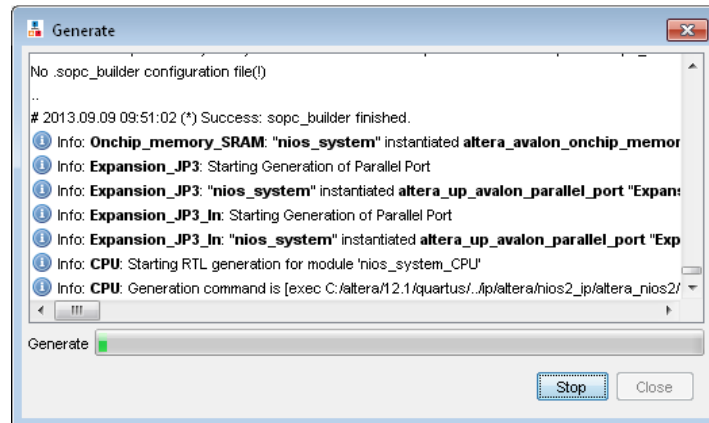 Generate
No .sopc_builder configuration file(!)
..
# 2013.09.09 09:51:02 (*) Success: sopc_builder finished.
Info: Onchip_memory_SRAM: "nios_system" instantiated altera_avalon_onchip_memor
Info: Expansion_JP3: Starting Generation of Parallel Port
Info: Expansion_JP3: "nios_system" instantiated altera_up_avalon_parallel_port "Expans
Info: Expansion_JP3_In: Starting Generation of Parallel Port
Info: Expansion_JP3_In: "nios_system" instantiated altera_up_avalon_parallel_port "Exp
Info: CPU: Starting RTL generation for module 'nios_system_CPU'
Info: CPU: Generation command is [exec C:/altera/12.1/quartus/../ip/altera/nios2_ip/altera_nios2/
Generate
Stop Close